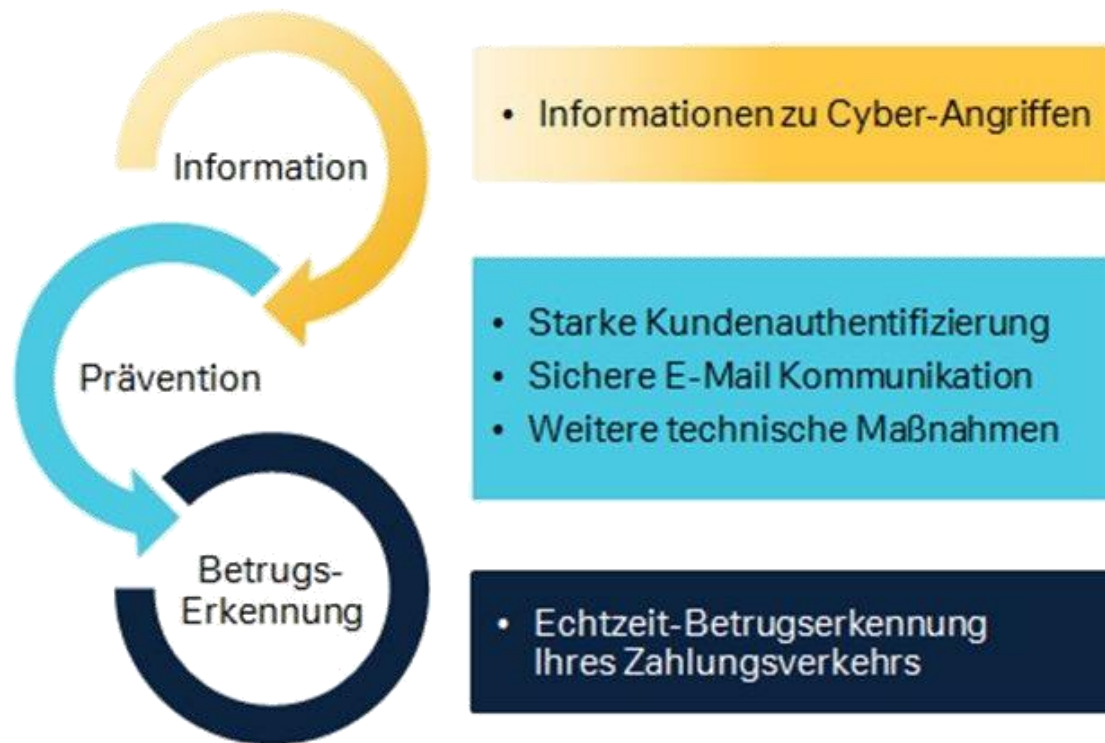 Information
• Informationen zu Cyber-Angriffen
Prävention
• Starke Kundenauthentifizierung
• Sichere E-Mail Kommunikation
• Weitere technische Maßnahmen
Betrugs-
Erkennung
• Echtzeit-Betrugserkennung
Ihres Zahlungsverkehrs